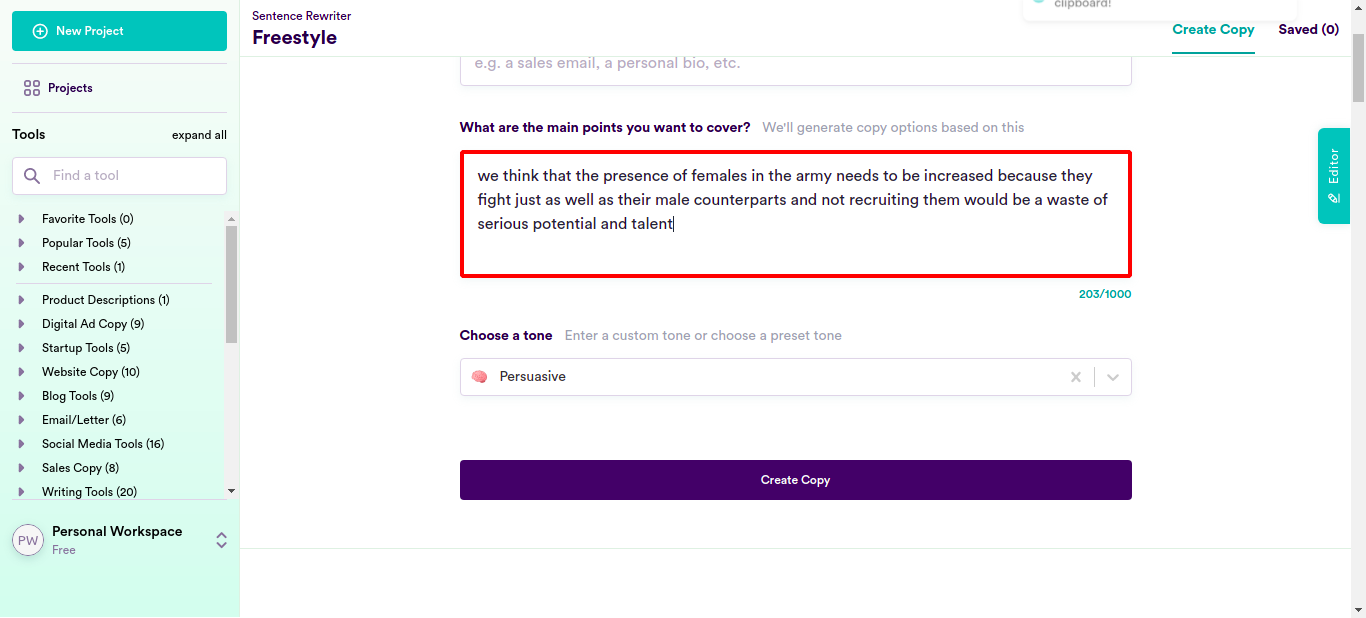 New Project
Projects
Tools
expand all
Find a tool
Favorite Tools (0)
Popular Tools (5)
Recent Tools (1)
Product Descriptions (1)
Digital Ad Copy (9)
Startup Tools (5)
Website Copy (10)
Blog Tools (9)
Email/Letter (6)
Social Media Tools (16)
Sales Copy (8)
Writing Tools (20)
PW
Personal Workspace
Free
Sentence Rewriter
Freestyle
clipboard!
Create Copy
Saved (0)
e.g. a sales email, a personal bio, etc.
What are the main points you want to cover? We'll generate copy options based on this
we think that the presence of females in the army needs to be increased because they
fight just as well as their male counterparts and not recruiting them would be a waste of
serious potential and talent
203/1000
Choose a tone Enter a custom tone or choose a preset tone
Persuasive
Create Copy
Editor